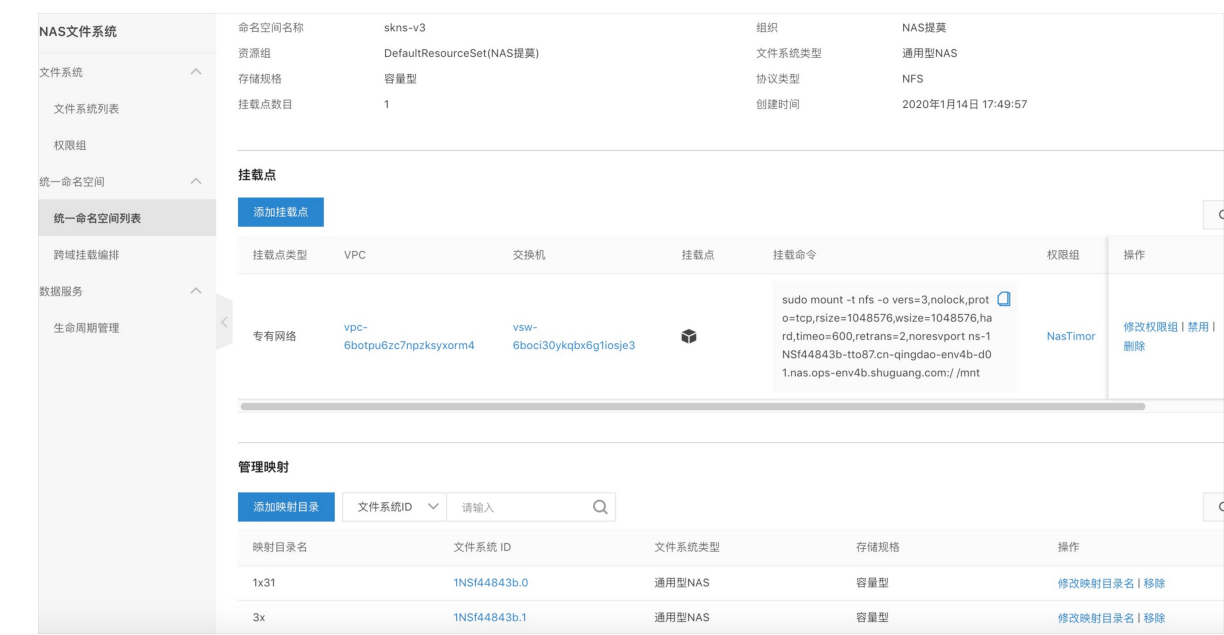 NAS文件系统
文件系统
文件系统列表
权限组
统一命名空间
统一命名空间列表
跨域挂载编排
数据服务
生命周期管理
命名空间名称 skns-v3 组织 NAS提莫
资源组 DefaultResourceSet(NAS提莫) 文件系统类型 通用型NAS
存储规格 容量型 协议类型 NFS
挂载点数目 1 创建时间 2020年1月14日 17:49:57
挂载点
添加挂载点
挂载点类型 VPC 交换机 挂载点 挂载命令 权限组 操作
专有网络
vpc-
6botpu6zc7npzksyxorm4
vsw-
6boci30ykqbx6g1iosje3
sudo mount -t nfs -o vers=3,nolock,prot
o=tcp,rsize=1048576,wsize=1048576,ha
rd,timeo=600,retrans=2,noresvport ns-1
NSf44843b-tto87.cn-qingdao-env4b-d0
1.nas.ops-env4b.shuguang.com:/ /mnt
NasTimor
修改权限组 | 禁用 |
删除
管理映射
添加映射目录 文件系统ID 请输入
映射目录名 文件系统 ID 文件系统类型 存储规格 操作
1x31 1NSf44843b.0 通用型NAS 容量型 修改映射目录名 | 移除
3x 1NSf44843b.1 通用型NAS 容量型 修改映射目录名 | 移除